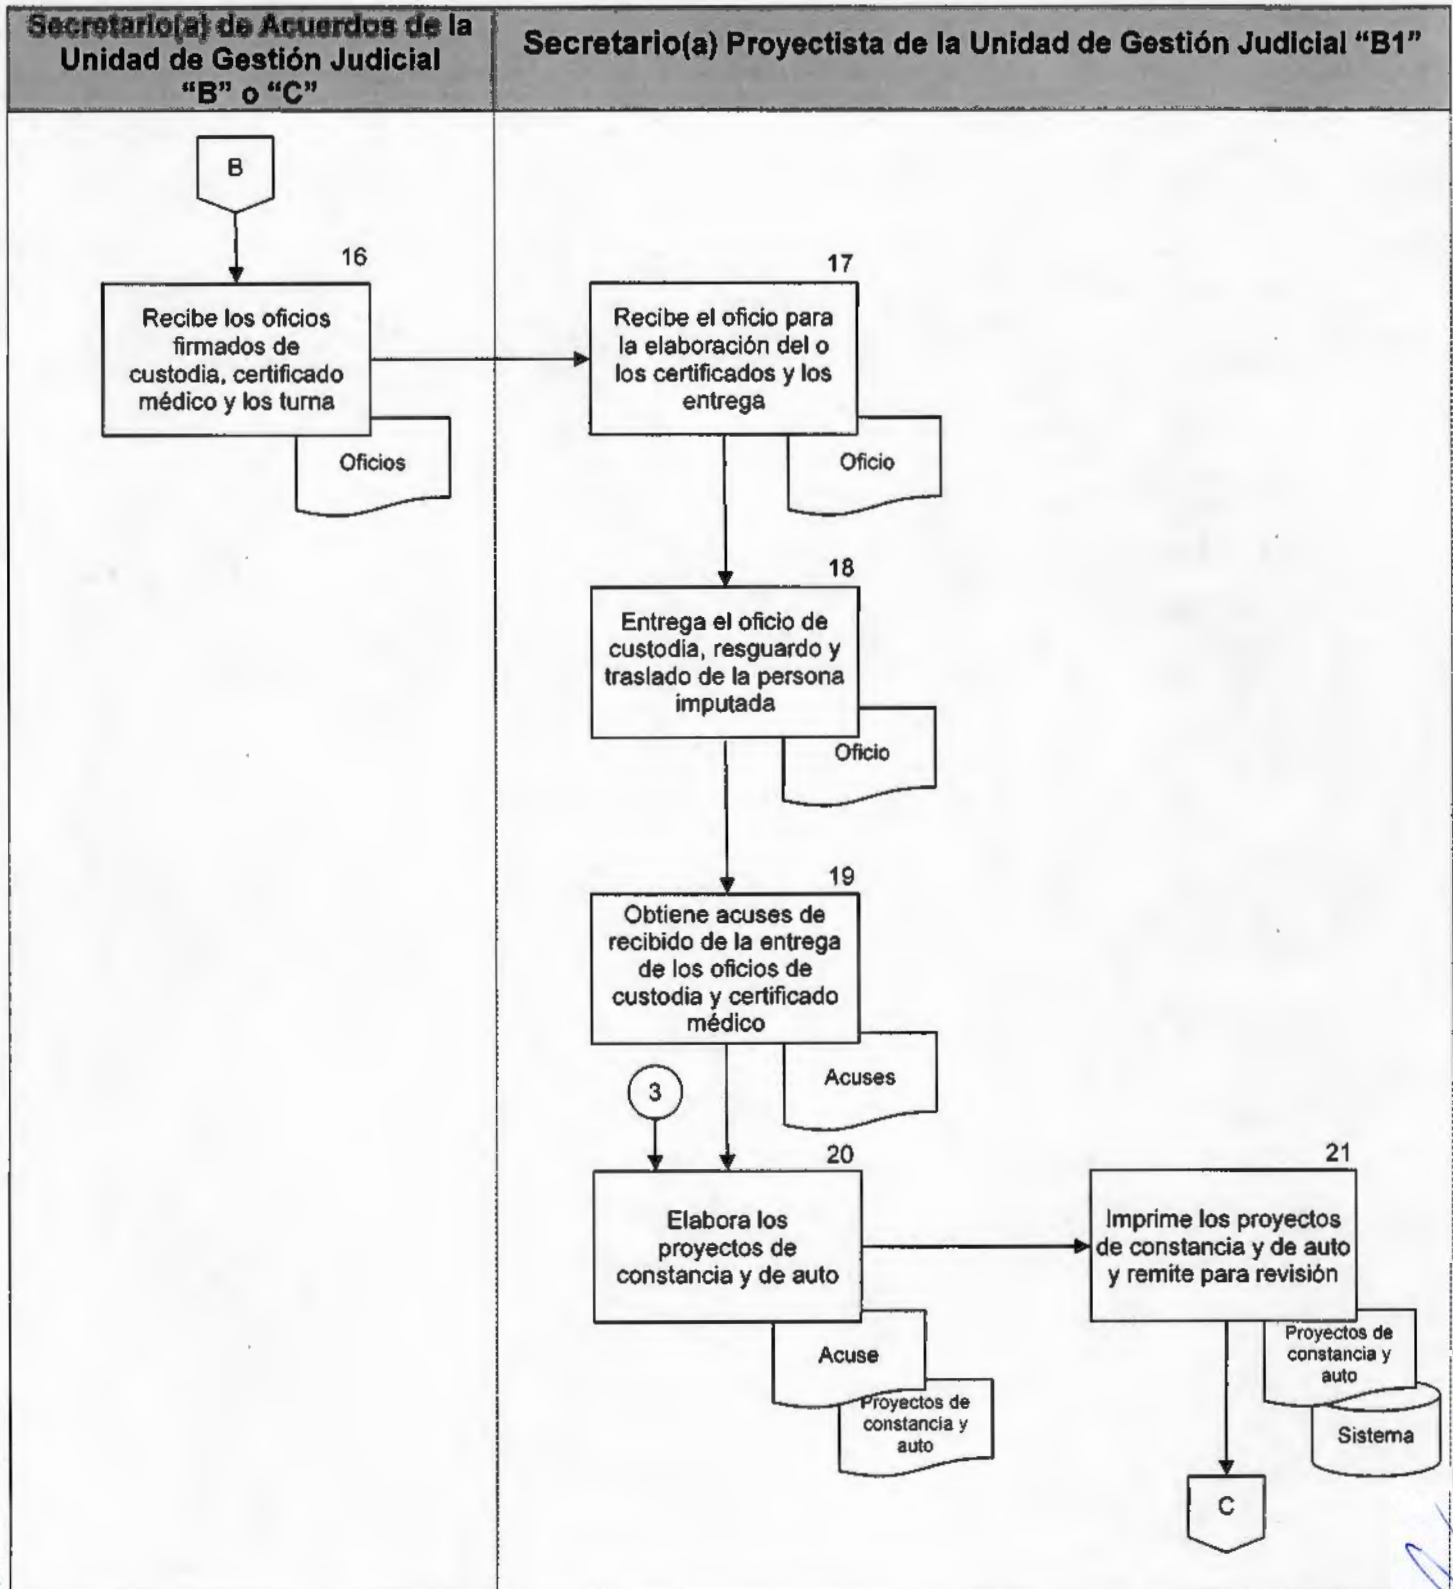 Secretario(a) de Acuerdos de la
Unidad de Gestión Judicial
“B” o “C”
Secretario(a) Proyectista de la Unidad de Gestión Judicial “B1”
B
16
Recibe los oficios
firmados de
custodia, certificado
médico y los turna
Oficios
17
Recibe el oficio para
la elaboración del o
los certificados y los
entrega
Oficio
18
Entrega el oficio de
custodia, resguardo y
traslado de la persona
imputada
Oficio
19
Obtiene acuses de
recibido de la entrega
de los oficios de
custodia y certificado
médico
Acuses
3
20
Elabora los
proyectos de
constancia y de auto
Acuse
Proyectos de
constancia y
auto
21
Imprime los proyectos
de constancia y de auto
y remite para revisión
Proyectos de
constancia y
auto
Sistema
C